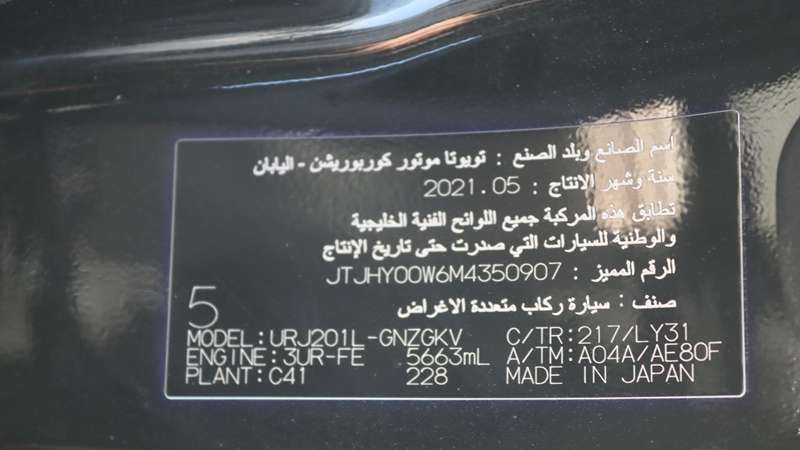 اسم الصانع وبلد الصنع : تويوتا موتور كوربوريشن - اليابان
سنة وشهر الانتاج : 2021.05
تطابق هذه المركبة جميع اللوائح الفنية الخليجية
والوطنية للسيارات التي صدرت حتى تاريخ الإنتاج
الرقم المميز : JTJHY00W6M4350907
صنف : سيارة ركاب متعددة الاغراض
5
MODEL:URJ201L-GNZGKV C/TR:217/LY31
ENGINE:3UR-FE 5663mL A/TM:A04A/AE80F
PLANT:C41 228 MADE IN JAPAN